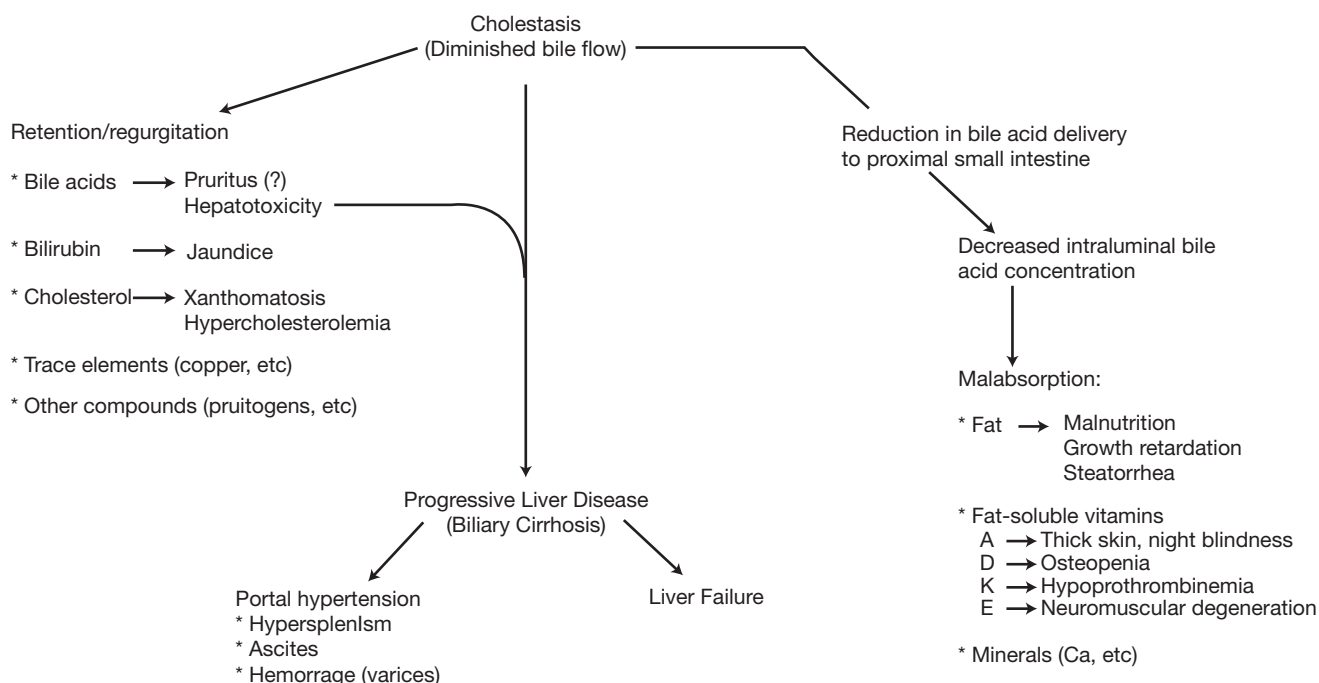 Cholestasis
(Diminished bile flow)
Retention/regurgitation
* Bile acids
Pruritus (?)
Hepatotoxicity
* Bilirubin
Jaundice
* Cholesterol
Xanthomatosis
Hypercholesterolemia
* Trace elements (copper, etc)
* Other compounds (pruitogens, etc)
Progressive Liver Disease
(Biliary Cirrhosis)
Portal hypertension
* HyperspIenIsm
* Ascites
* Hemorrage (varices)
Liver Failure
Reduction in bile acid delivery
to proximal small intestine
Decreased intraluminal bile
acid concentration
Malabsorption:
* Fat
Malnutrition
Growth retardation
Steatorrhea
* Fat-soluble vitamins
A Thick skin, night blindness
D Osteopenia
K Hypoprothrombinemia
E Neuromuscular degeneration
* Minerals (Ca, etc)